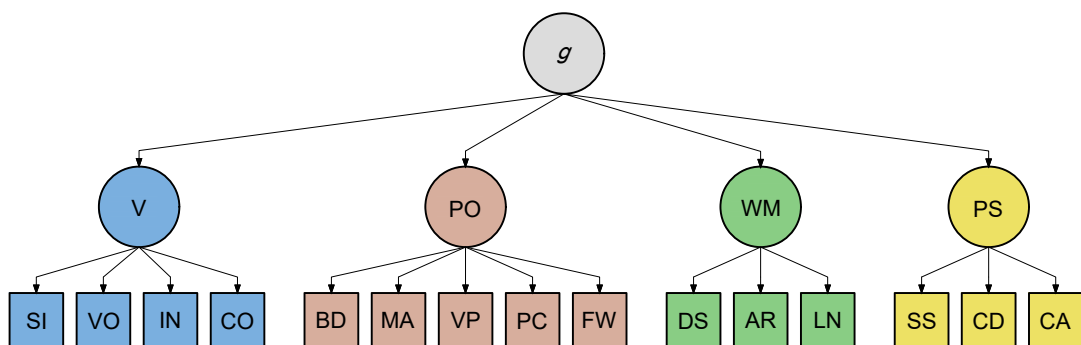 g
V PO WM PS
SI VO IN CO BD MA VP PC FW DS AR LN SS CD CA